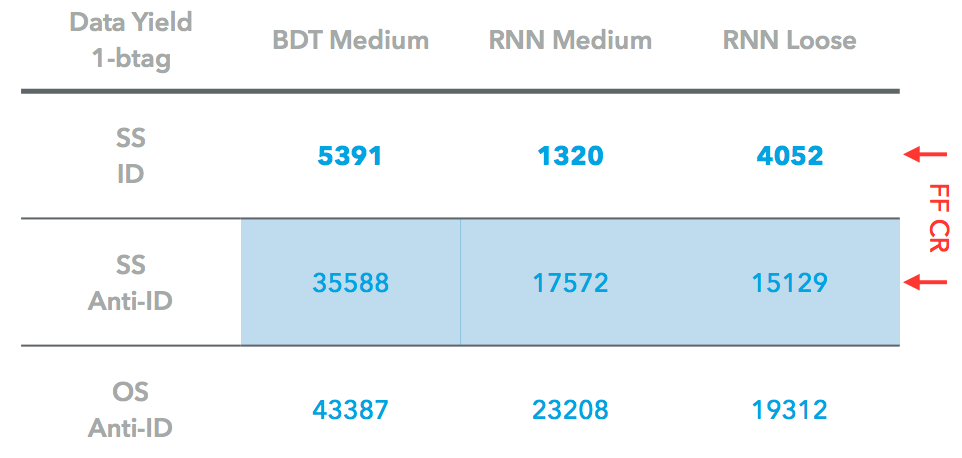 Data Yield
1-btag
BDT Medium
RNN Medium
RNN Loose
SS
ID
5391
1320
4052
SS
Anti-ID
35588
17572
15129
FF CR
OS
Anti-ID
43387
23208
19312